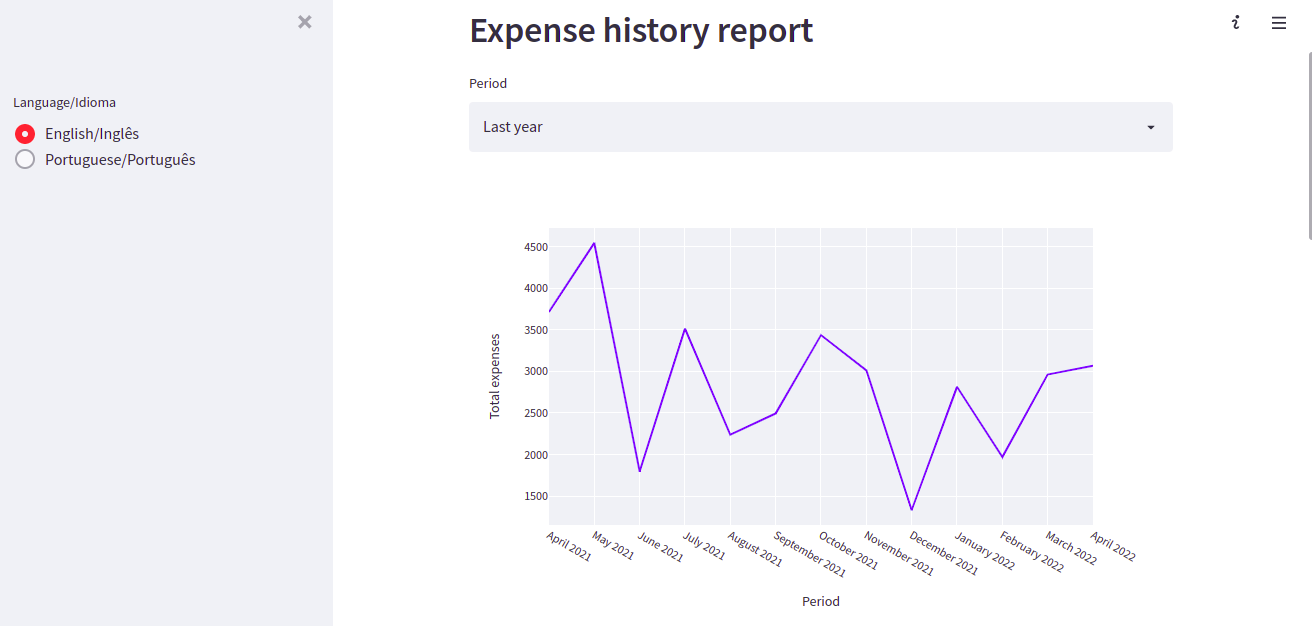 Language/Idioma
English/Inglês
Portuguese/Português
Expense history report
Period
Last year
Total expenses
4500
4000
3500
3000
2500
2000
1500
April 2021
May 2021
June 2021
July 2021
August 2021
September 2021
October 2021
November 2021
December 2021
January 2022
February 2022
March 2022
April 2022
Period